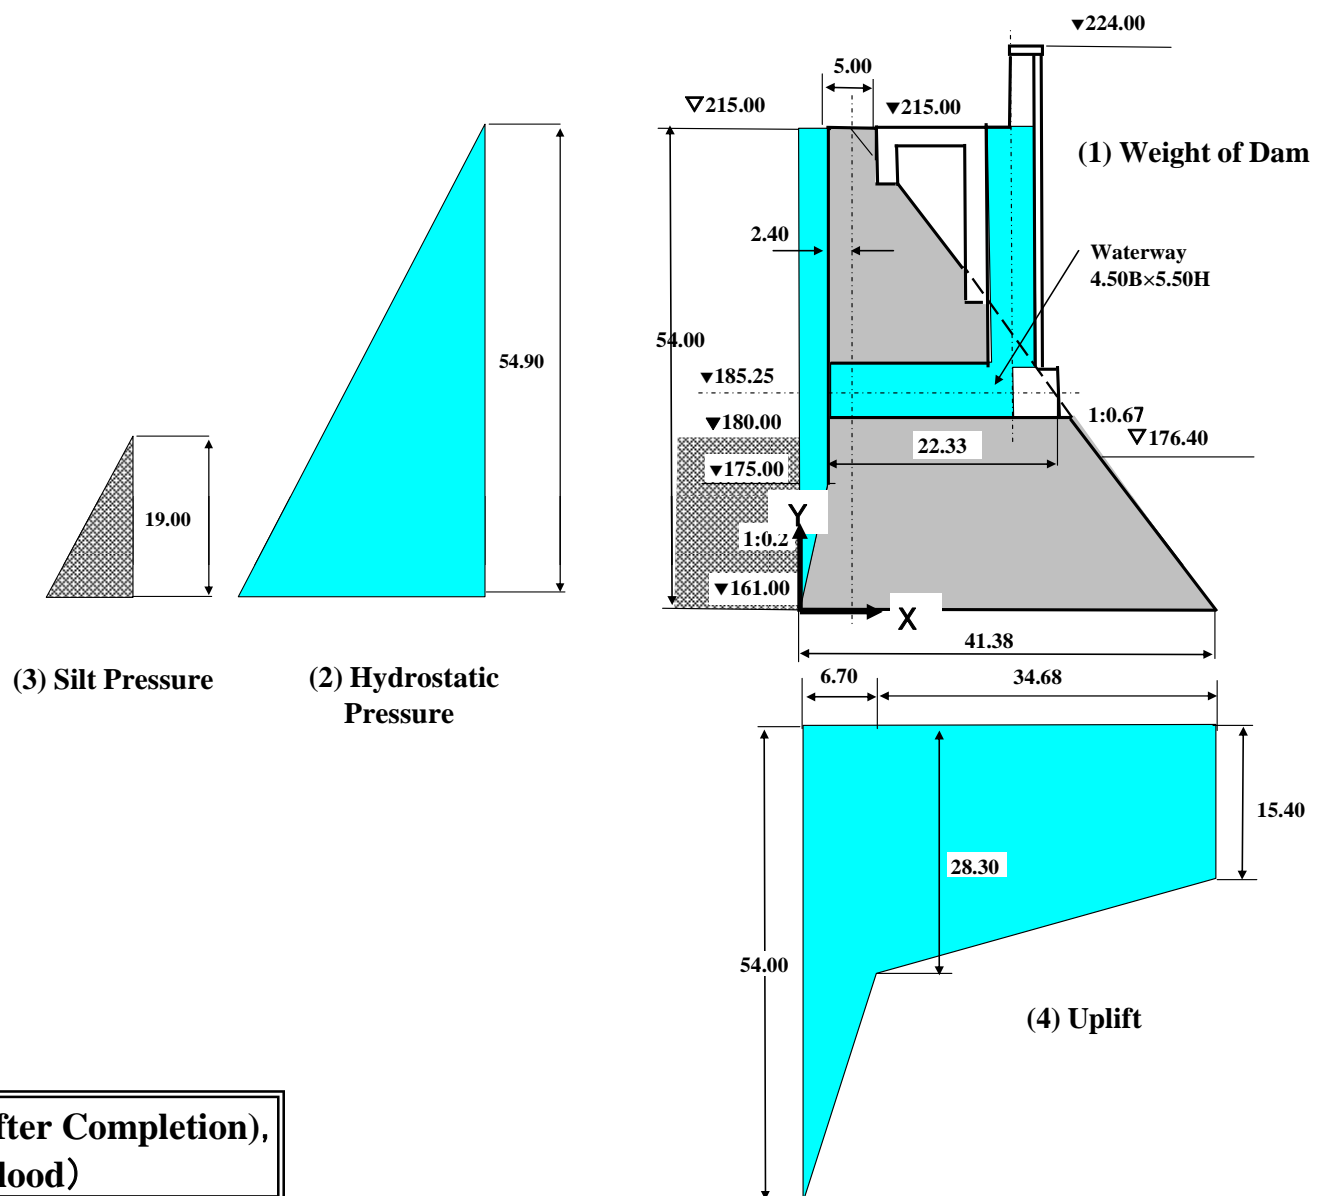 ▼224.00
5.00
▽215.00
▼215.00
(1) Weight of Dam
2.40
Waterway
4.50B×5.50H
54.00
54.90
▼185.25
▼180.00
1:0.67
▽176.40
22.33
▼175.00
19.00
Y
1:0.2
▼161.00
X
41.38
(3) Silt Pressure
(2) Hydrostatic
Pressure
6.70
34.68
15.40
28.30
54.00
(4) Uplift
fter Completion),
lood)